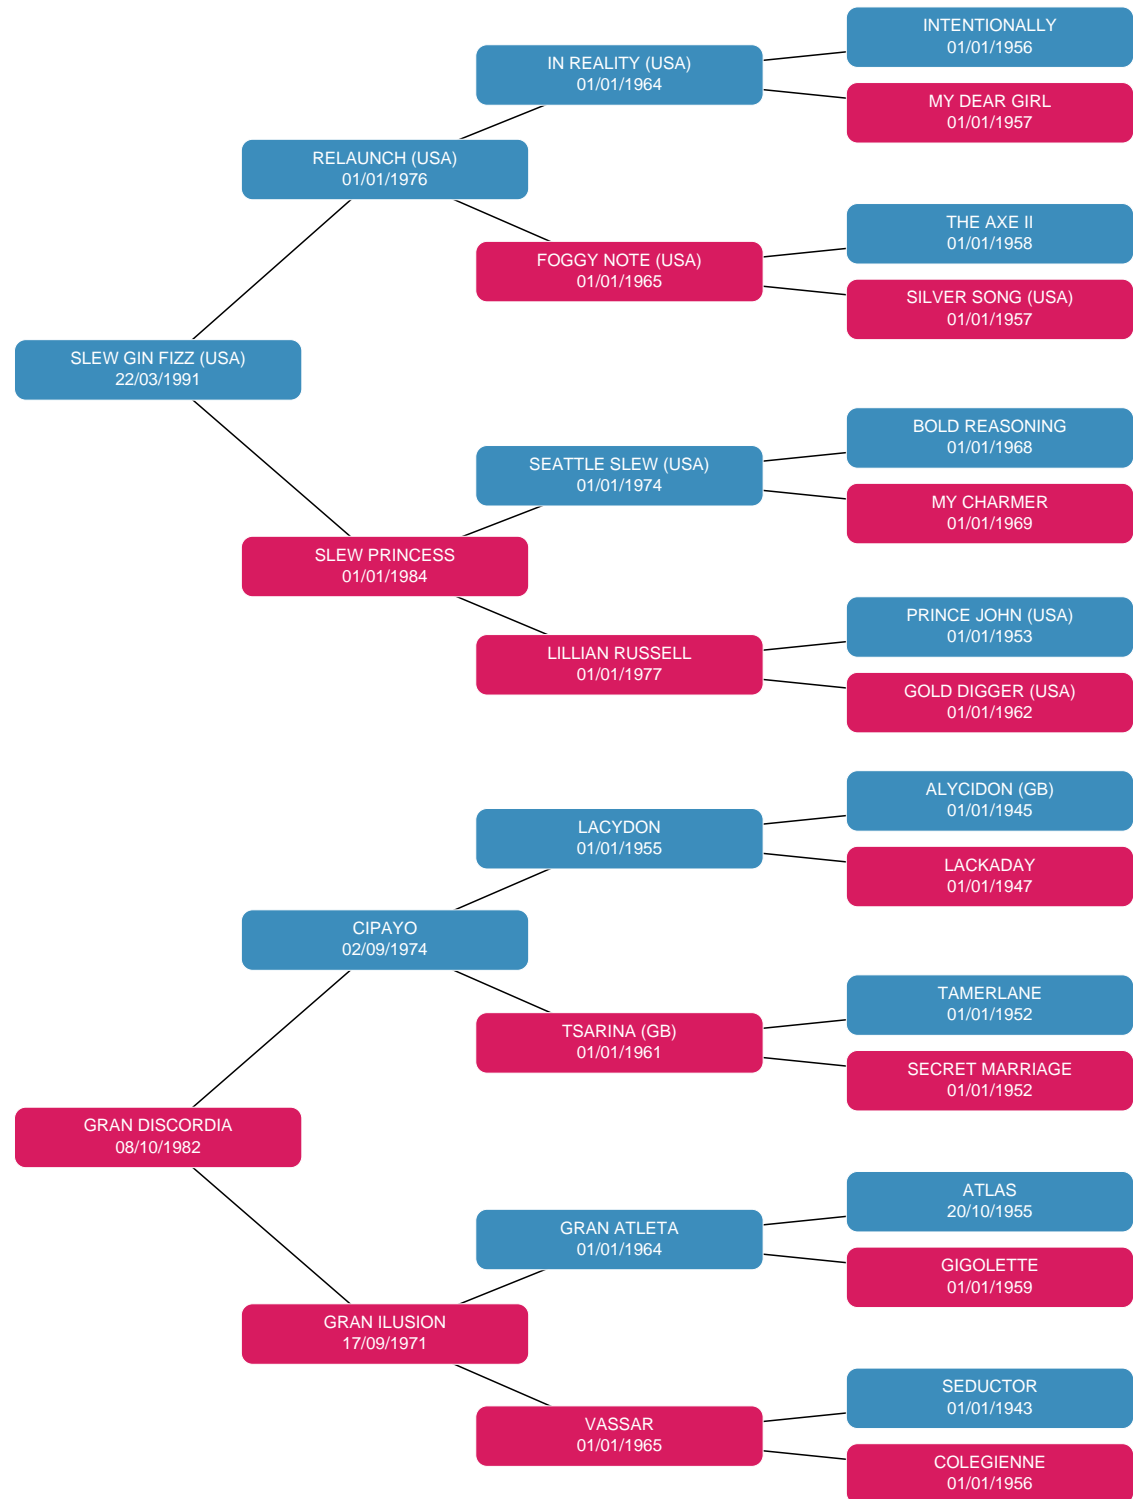 INTENTIONALLY
01/01/1956
IN REALITY (USA)
01/01/1964
MY DEAR GIRL
01/01/1957
RELAUNCH (USA)
01/01/1976
THE AXE II
01/01/1958
FOGGY NOTE (USA)
01/01/1965
SILVER SONG (USA)
01/01/1957
SLEW GIN FIZZ (USA)
22/03/1991
BOLD REASONING
01/01/1968
SEATTLE SLEW (USA)
01/01/1974
MY CHARMER
01/01/1969
SLEW PRINCESS
01/01/1984
PRINCE JOHN (USA)
01/01/1953
LILLIAN RUSSELL
01/01/1977
GOLD DIGGER (USA)
01/01/1962
ALYCIDON (GB)
01/01/1945
LACYDON
01/01/1955
LACKADAY
01/01/1947
CIPAYO
02/09/1974
TAMERLANE
01/01/1952
TSARINA (GB)
01/01/1961
SECRET MARRIAGE
01/01/1952
GRAN DISCORDIA
08/10/1982
ATLAS
20/10/1955
GRAN ATLETA
01/01/1964
GIGOLETTE
01/01/1959
GRAN ILUSION
17/09/1971
SEDUCTOR
01/01/1943
VASSAR
01/01/1965
COLEGIENNE
01/01/1956